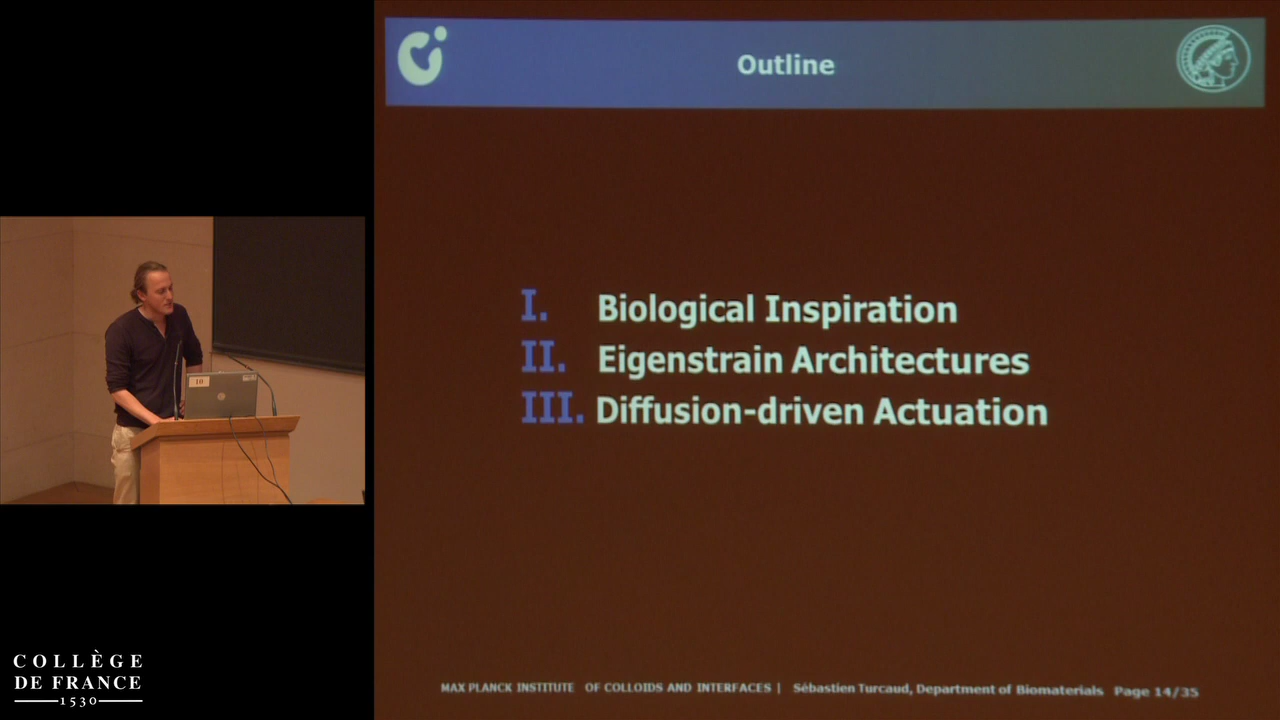 Outline
I. Biological Inspiration
II. Eigenstrain Architectures
III. Diffusion-driven Actuation
MAX PLANCK INSTITUTE OF COLLOIDS AND INTERFACES | Sébastien Turcaud, Department of Biomaterials Page 14/35
10
COLLÈGE
DE FRANCE
1530